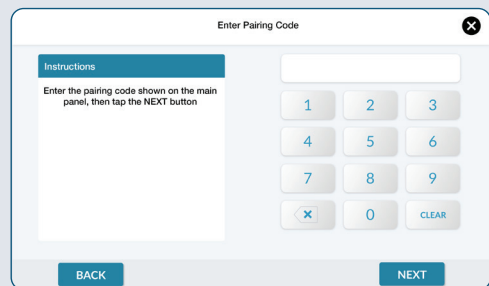 Enter Pairing Code
Instructions
Enter the pairing code shown on the main
panel, then tap the NEXT button
1 2 3
4 5 6
7 8 9
0 CLEAR
BACK NEXT